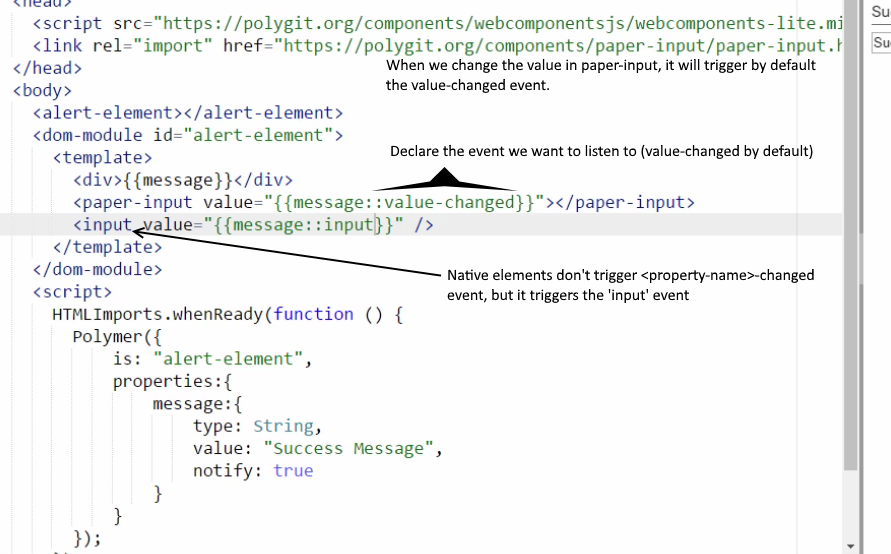 <head>
<script src="https://polygit.org/components/webcomponentsjs/webcomponents-lite.mi
<link rel="import" href="https://polygit.org/components/paper-input/paper-input.h
</head>
When we change the value in paper-input, it will trigger by default
the value-changed event.
<body>
<alert-element></alert-element>
<dom-module id="alert-element">
<template>
Declare the event we want to listen to (value-changed by default)
<div>{{message}}</div>
<paper-input value="{{message::value-changed}}"></paper-input>
<input value="{{message::input}}" />
</template>
</dom-module>
Native elements don't trigger <property-name>-changed
event, but it triggers the 'input' event
<script>
HTMLImports.whenReady(function () {
Polymer({
is: "alert-element",
properties:{
message:{
type: String,
value: "Success Message",
notify: true
}
}
});
Su
Su